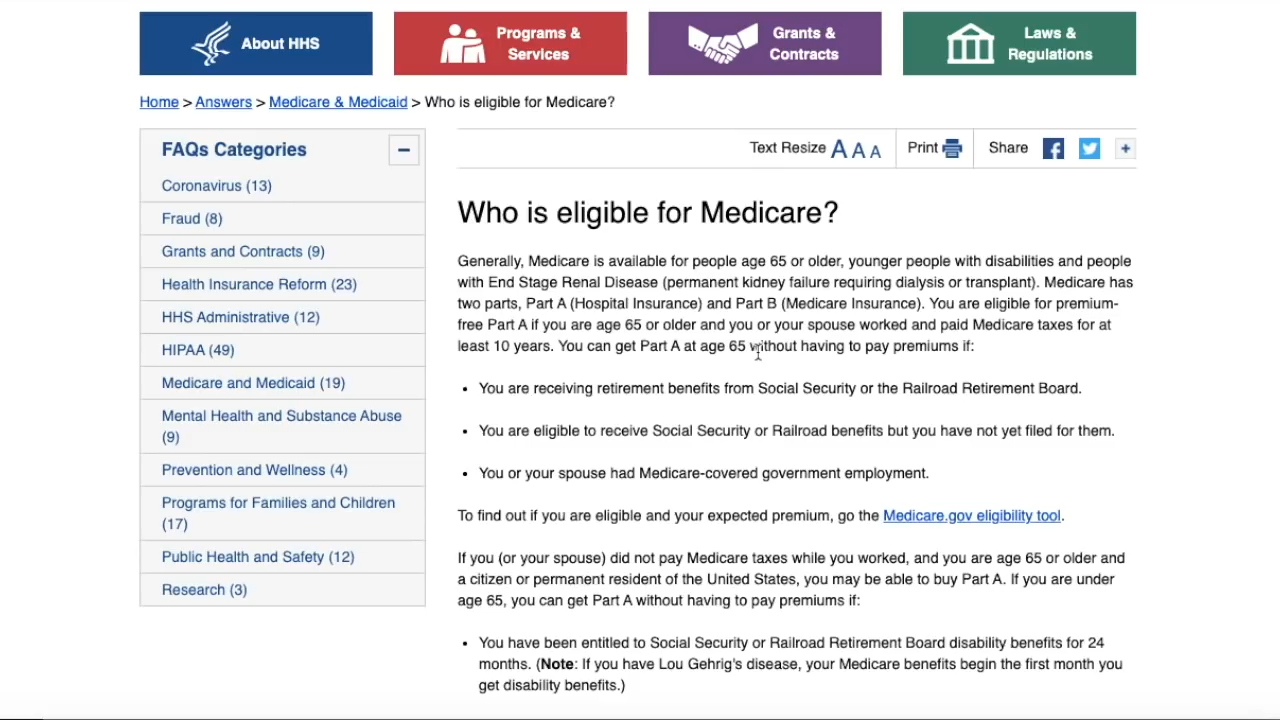 About HHS
Programs &
Services
Grants &
Contracts
Laws &
Regulations
Home > Answers > Medicare & Medicaid > Who is eligible for Medicare?
FAQs Categories
Coronavirus (13)
Fraud (8)
Grants and Contracts (9)
Health Insurance Reform (23)
HHS Administrative (12)
HIPAA (49)
Medicare and Medicaid (19)
Mental Health and Substance Abuse
(9)
Prevention and Wellness (4)
Programs for Families and Children
(17)
Public Health and Safety (12)
Research (3)
Text Resize A A A Print Share
Who is eligible for Medicare?
Generally, Medicare is available for people age 65 or older, younger people with disabilities and people
with End Stage Renal Disease (permanent kidney failure requiring dialysis or transplant). Medicare has
two parts, Part A (Hospital Insurance) and Part B (Medicare Insurance). You are eligible for premium-
free Part A if you are age 65 or older and you or your spouse worked and paid Medicare taxes for at
least 10 years. You can get Part A at age 65 without having to pay premiums if:
• You are receiving retirement benefits from Social Security or the Railroad Retirement Board.
• You are eligible to receive Social Security or Railroad benefits but you have not yet filed for them.
• You or your spouse had Medicare-covered government employment.
To find out if you are eligible and your expected premium, go the Medicare.gov eligibility tool.
If you (or your spouse) did not pay Medicare taxes while you worked, and you are age 65 or older and
a citizen or permanent resident of the United States, you may be able to buy Part A. If you are under
age 65, you can get Part A without having to pay premiums if:
• You have been entitled to Social Security or Railroad Retirement Board disability benefits for 24
months. (Note: If you have Lou Gehrig's disease, your Medicare benefits begin the first month you
get disability benefits.)